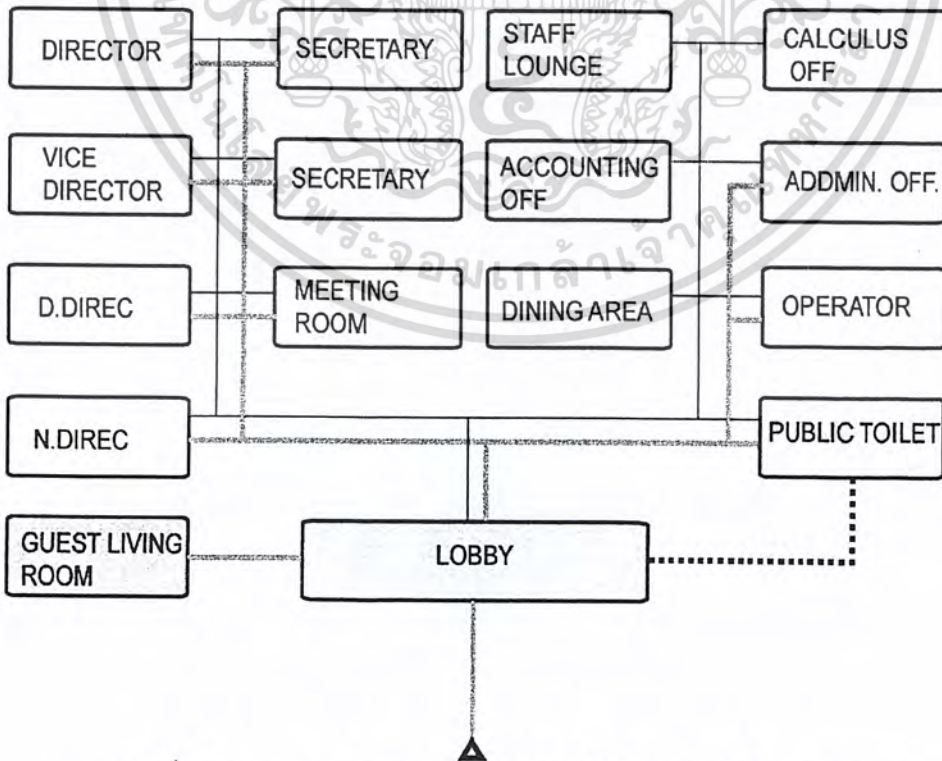 DIRECTOR
SECRETARY
STAFF
LOUNGE
CALCULUS
OFF
VICE
DIRECTOR
SECRETARY
ACCOUNTING
OFF
ADDMIN. OFF.
D.DIREC
MEETING
ROOM
DINING AREA
OPERATOR
N.DIREC
PUBLIC TOILET
GUEST LIVING
ROOM
LOBBY